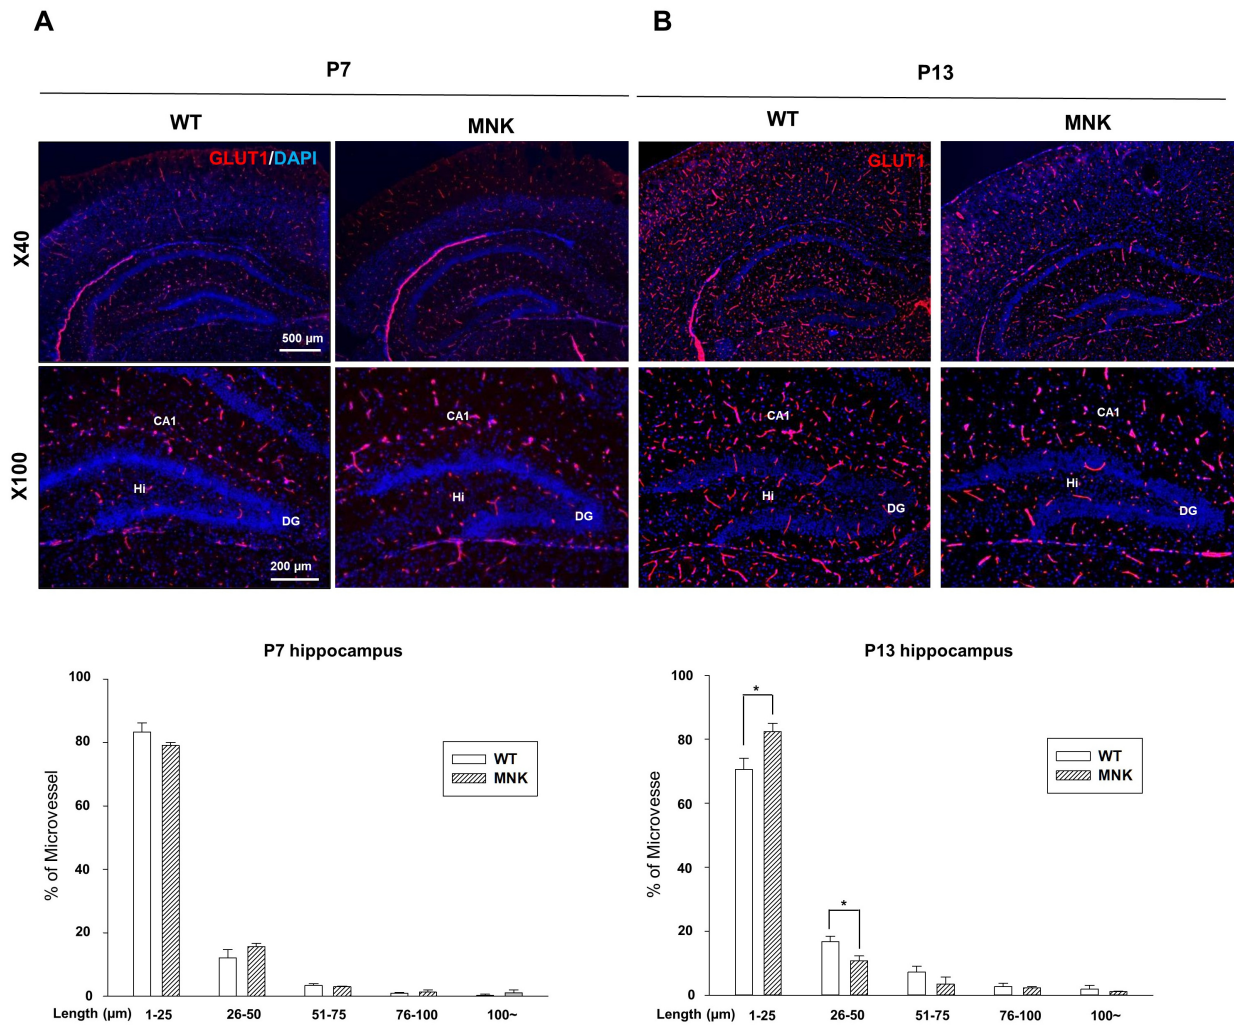 A
B
P7
P13
WT
MNK
WT
MNK
X40
GLUT1/DAPI
GLUT1
500 µm
X100
CA1
Hi
DG
200 µm
CA1
Hi
DG
CA1
Hi
DG
CA1
Hi
DG
P7 hippocampus
% of Microvessel
100
80
60
40
20
0
WT
MNK
Length (µm) 1-25 26-50 51-75 76-100 100~
P13 hippocampus
% of Microvesse
100
80
60
40
20
0
*
*
WT
MNK
Length (µm) 1-25 26-50 51-75 76-100 100~